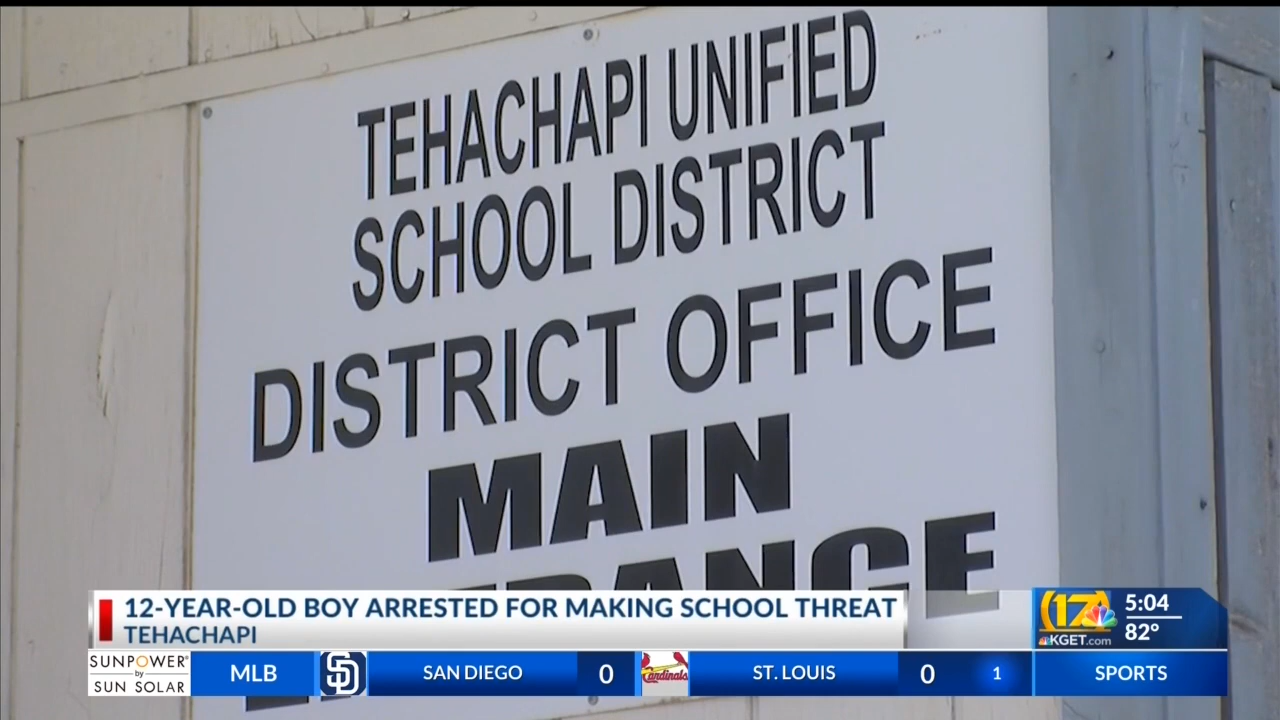 TEHACHAPI UNIFIED
SCHOOL DISTRICT
DISTRICT OFFICE
MAIN
12-YEAR-OLD BOY ARRESTED FOR MAKING SCHOOL THREAT
TEHACHAPI
17
KGET.com
5:04
82°
SUNPOWER®
by
SUN SOLAR
MLB
SD
SAN DIEGO
0
Cardinals
ST. LOUIS
0
1
SPORTS